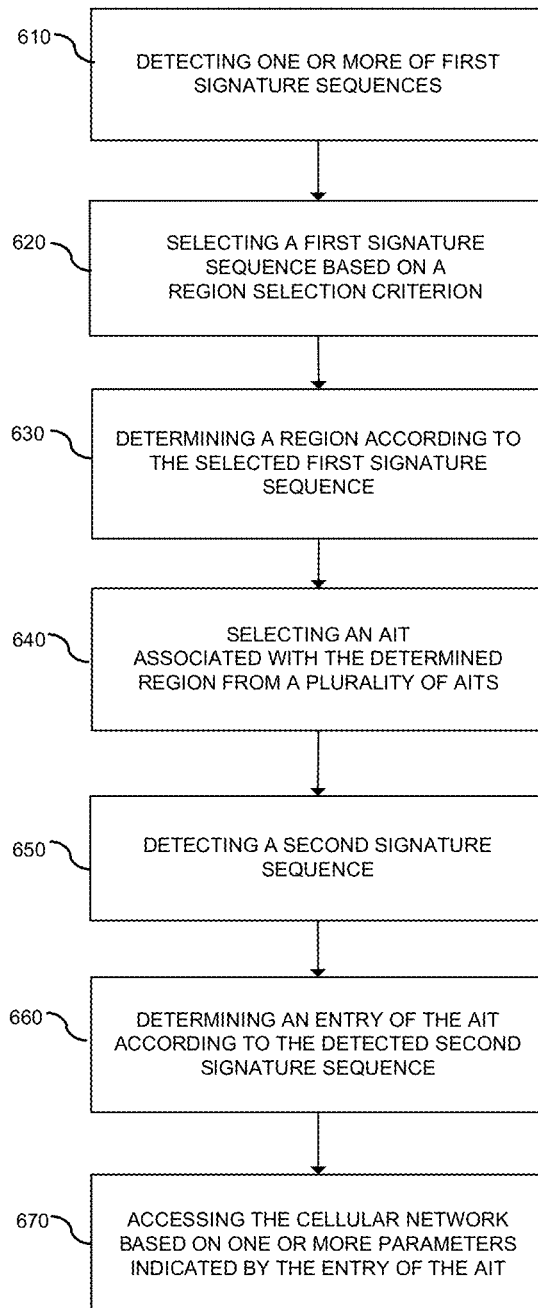 610
DETECTING ONE OR MORE OF FIRST
SIGNATURE SEQUENCES
620
SELECTING A FIRST SIGNATURE
SEQUENCE BASED ON A
REGION SELECTION CRITERION
630
DETERMINING A REGION ACCORDING TO
THE SELECTED FIRST SIGNATURE
SEQUENCE
640
SELECTING AN AIT
ASSOCIATED WITH THE DETERMINED
REGION FROM A PLURALITY OF AITS
650
DETECTING A SECOND SIGNATURE
SEQUENCE
660
DETERMINING AN ENTRY OF THE AIT
ACCORDING TO THE DETECTED SECOND
SIGNATURE SEQUENCE
670
ACCESSING THE CELLULAR NETWORK
BASED ON ONE OR MORE PARAMETERS
INDICATED BY THE ENTRY OF THE AIT